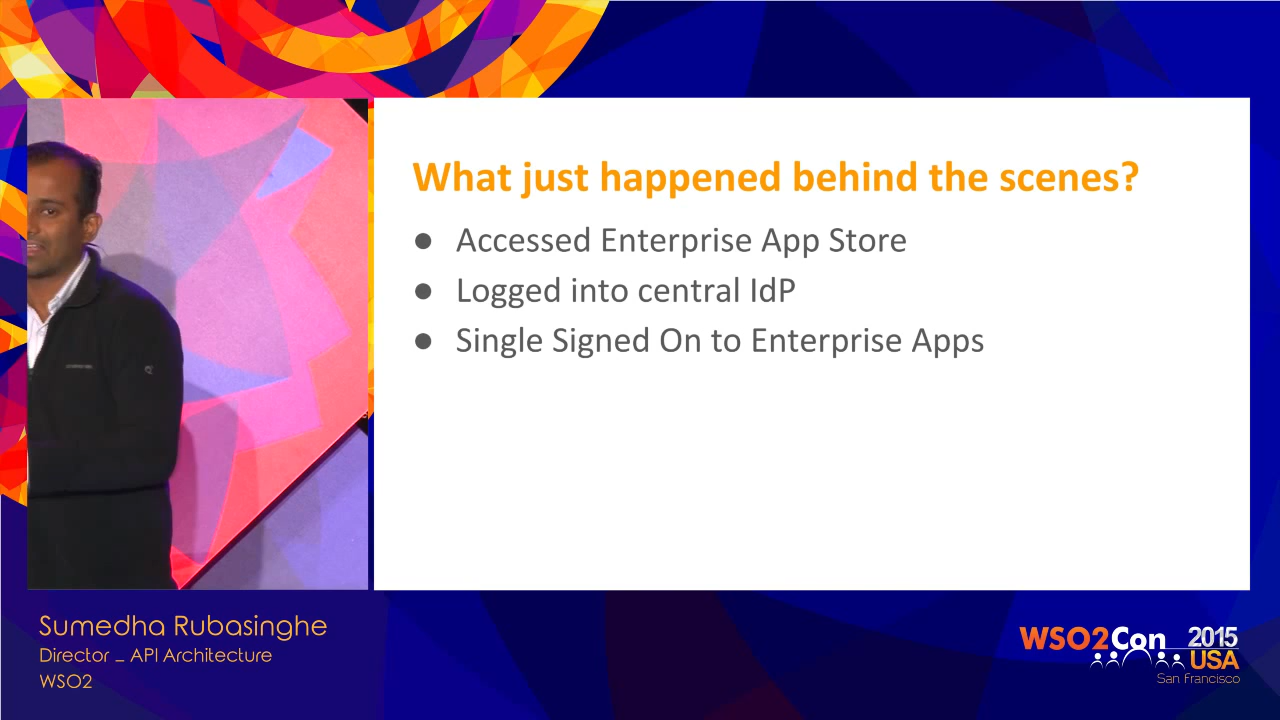 What just happened behind the scenes?
● Accessed Enterprise App Store
● Logged into central IdP
● Single Signed On to Enterprise Apps
Sumedha Rubasinghe
Director _ API Architecture
WSO2
WSO2Con 2015
USA
San Francisco